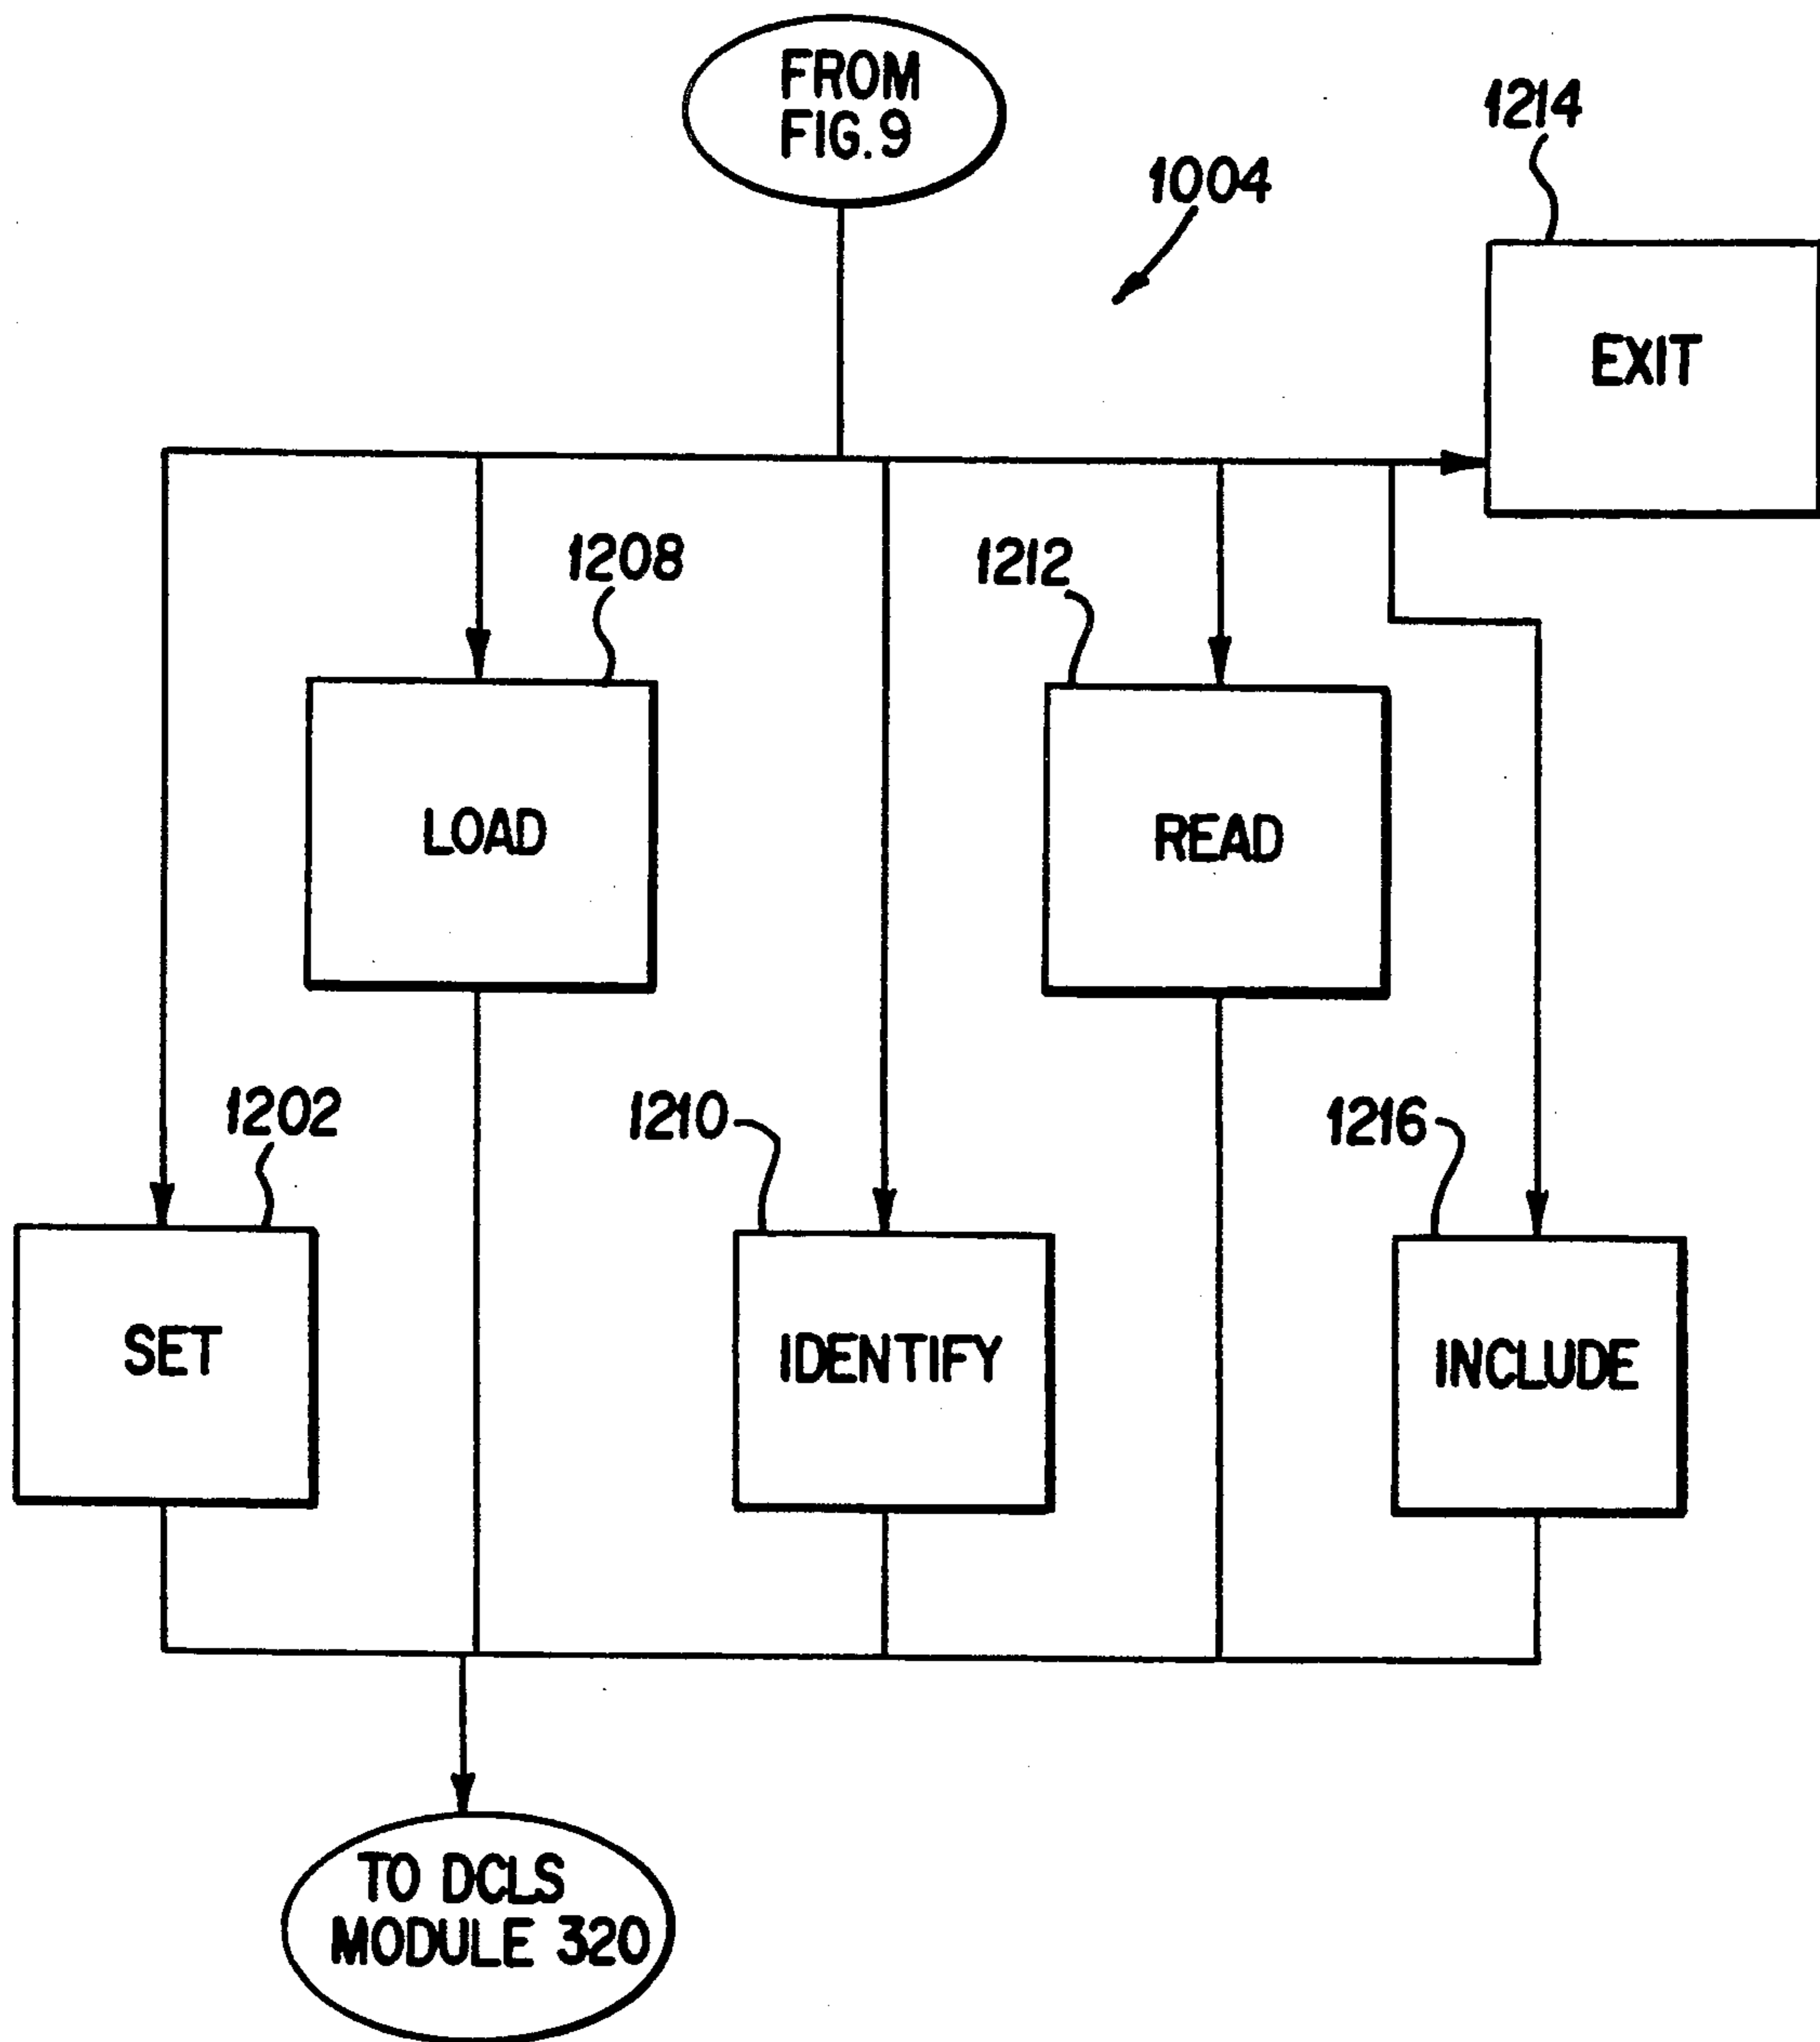 FROM
FIG. 9
1004
1214
EXIT
1208
1212
LOAD
READ
1202
1210
1216
SET
IDENTIFY
INCLUDE
TO DCLS
MODULE 320